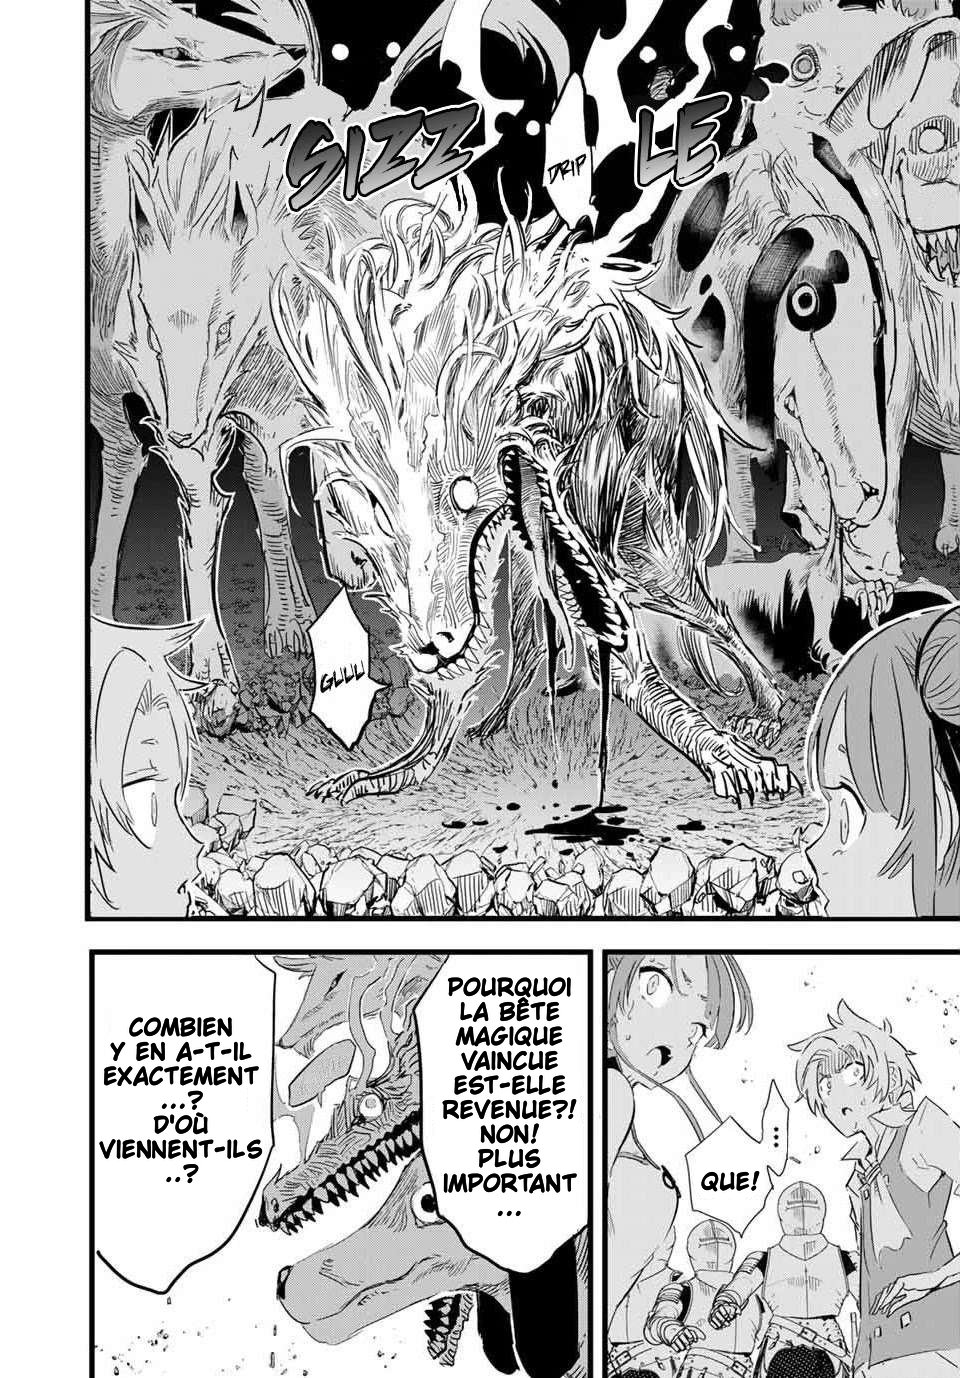 SIZZ LE
DRIP
GLUU
QUE!
...
POURQUOI
LA BÊTE
MAGIQUE
VAINCUE
EST-ELLE
REVENUE?!
NON!
PLUS
IMPORTANT
...
COMBIEN
Y EN A-T-IL
EXACTEMENT
...?
D'OÙ
VIENNENT-ILS
..?